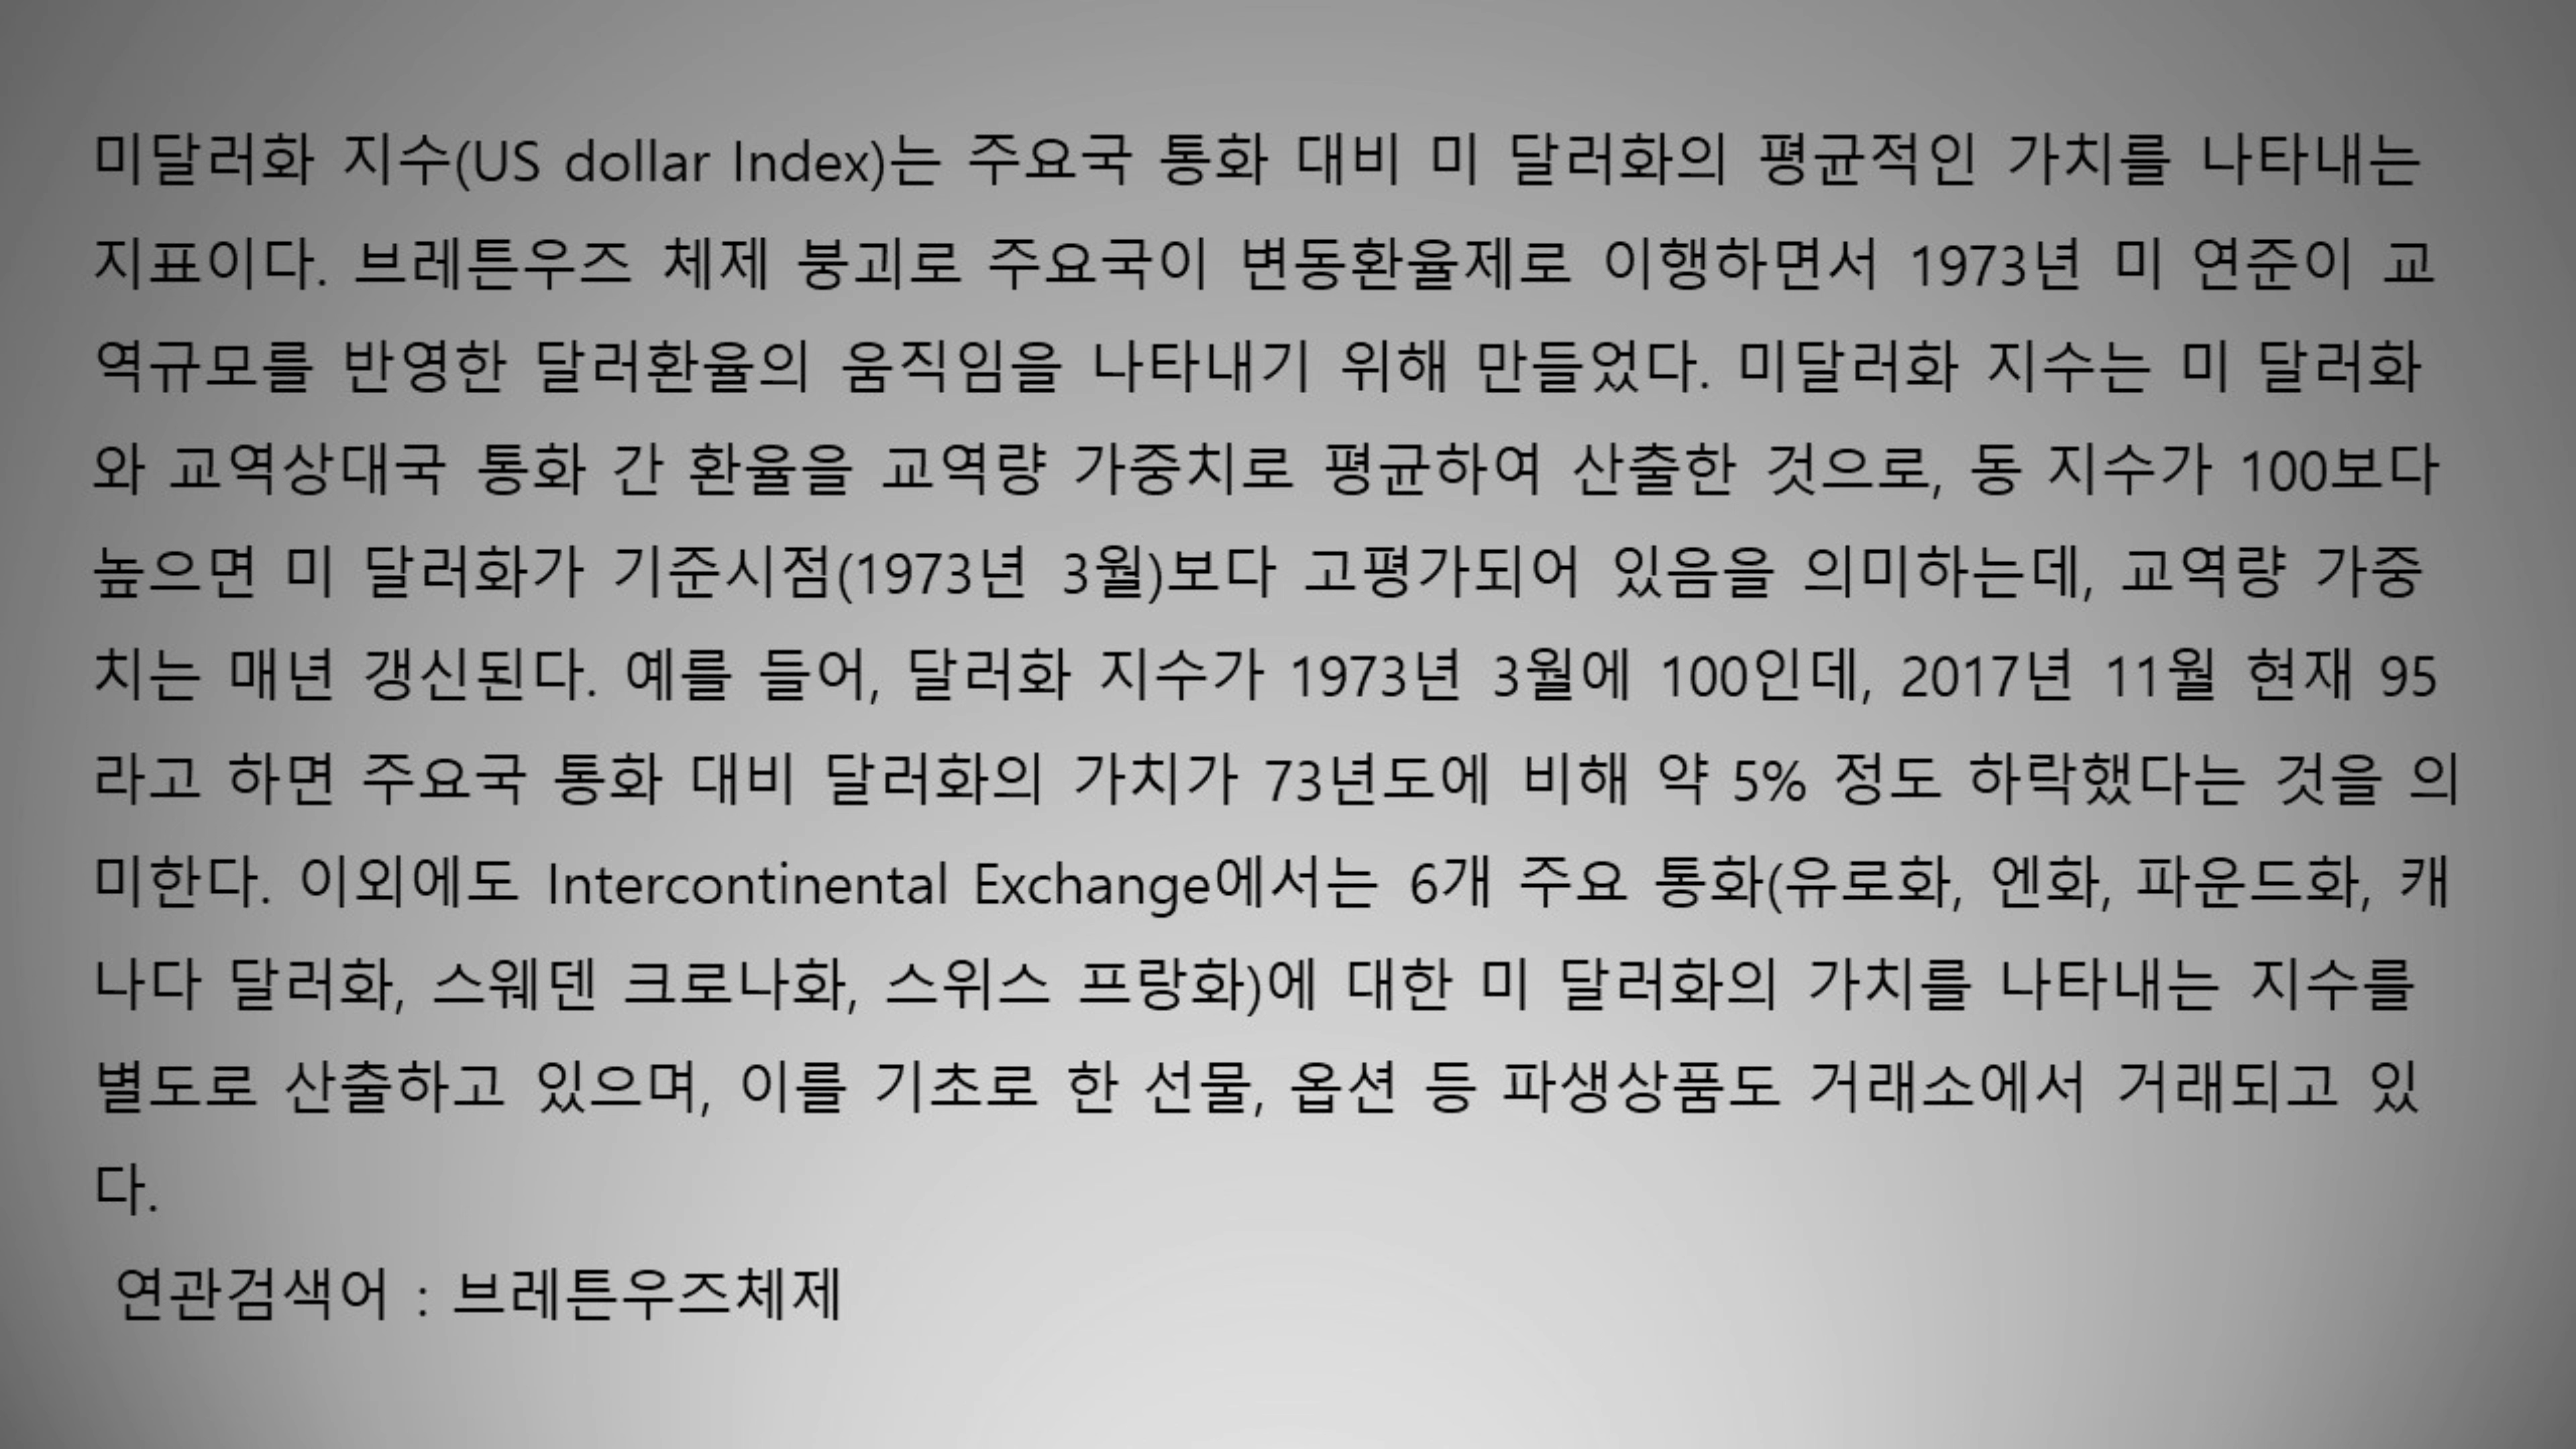 미달러화 지수(US dollar Index)는 주요국 통화 대비 미 달러화의 평균적인 가치를 나타내는
지표이다. 브레튼우즈 체제 붕괴로 주요국이 변동환율제로 이행하면서 1973년 미 연준이 교
역규모를 반영한 달러환율의 움직임을 나타내기 위해 만들었다. 미달러화 지수는 미 달러화
와 교역상대국 통화 간 환율을 교역량 가중치로 평균하여 산출한 것으로, 동 지수가 100보다
높으면 미 달러화가 기준시점(1973년 3월)보다 고평가되어 있음을 의미하는데, 교역량 가중
치는 매년 갱신된다. 예를 들어, 달러화 지수가 1973년 3월에 100인데, 2017년 11월 현재 95
라고 하면 주요국 통화 대비 달러화의 가치가 73년도에 비해 약 5% 정도 하락했다는 것을 의
미한다. 이외에도 Intercontinental Exchange에서는 6개 주요 통화(유로화, 엔화, 파운드화, 캐
나다 달러화, 스웨덴 크로나화, 스위스 프랑화)에 대한 미 달러화의 가치를 나타내는 지수를
별도로 산출하고 있으며, 이를 기초로 한 선물, 옵션 등 파생상품도 거래소에서 거래되고 있
다.
연관검색어 : 브레튼우즈체제